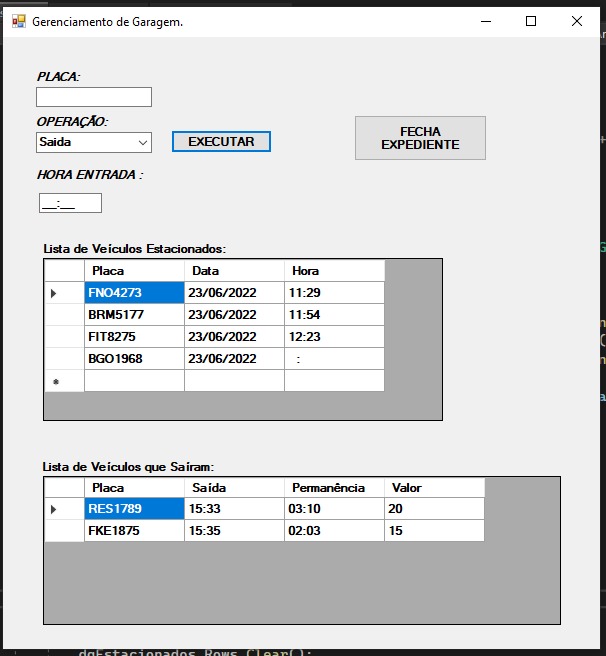 Gerenciamento de Garagem.
PLACA:
OPERAÇÃO:
Saida
EXECUTAR
FECHA
EXPEDIENTE
HORA ENTRADA :
__:__
Lista de Veículos Estacionados:
Placa Data Hora
FNO4273 23/06/2022 11:29
BRM5177 23/06/2022 11:54
FIT8275 23/06/2022 12:23
BGO1968 23/06/2022 :
*
Lista de Veículos que Saíram:
Placa Saída Permanência Valor
RES1789 15:33 03:10 20
FKE1875 15:35 02:03 15
dgEstacionados.Rows.Clear();